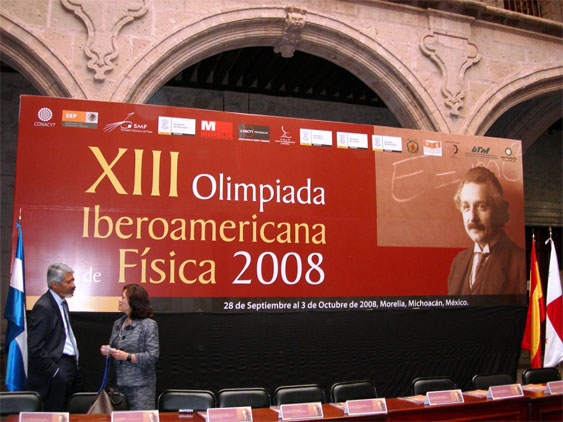 CONACYT
SEP
SMF
UTM
XIII Olimpiada
Iberoamericana
de Física 2008
28 de Septiembre al 3 de Octubre de 2008, Morelia, Michoacán, México.